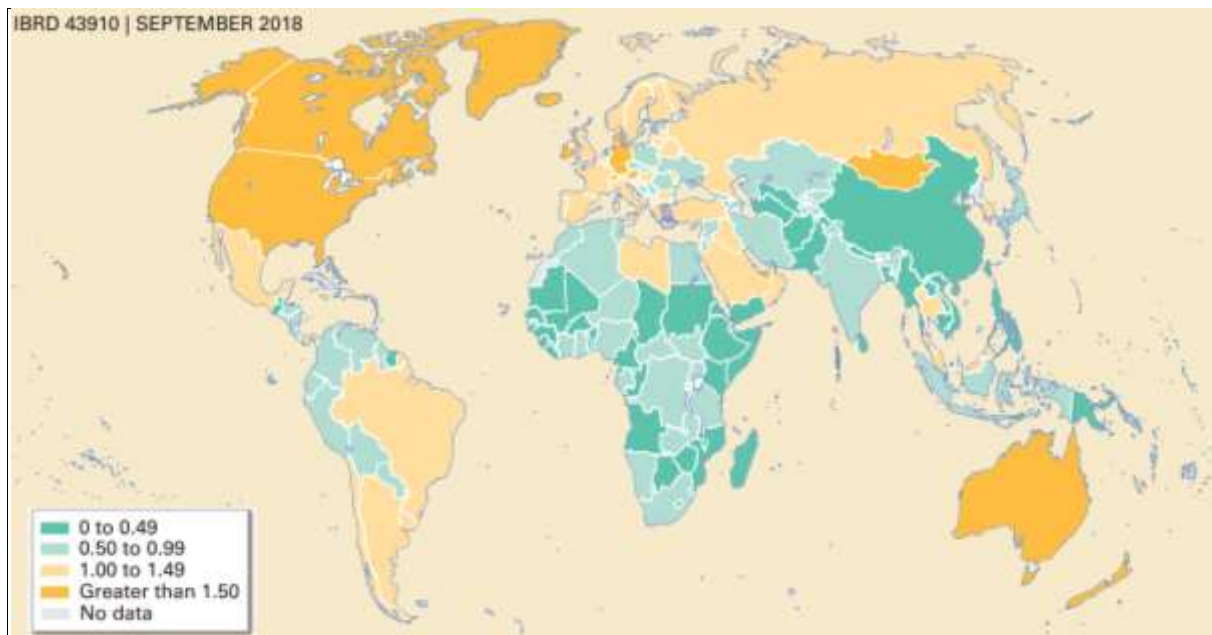 IBRD 43910 | SEPTEMBER 2018
0 to 0.49
0.50 to 0.99
1.00 to 1.49
Greater than 1.50
No data